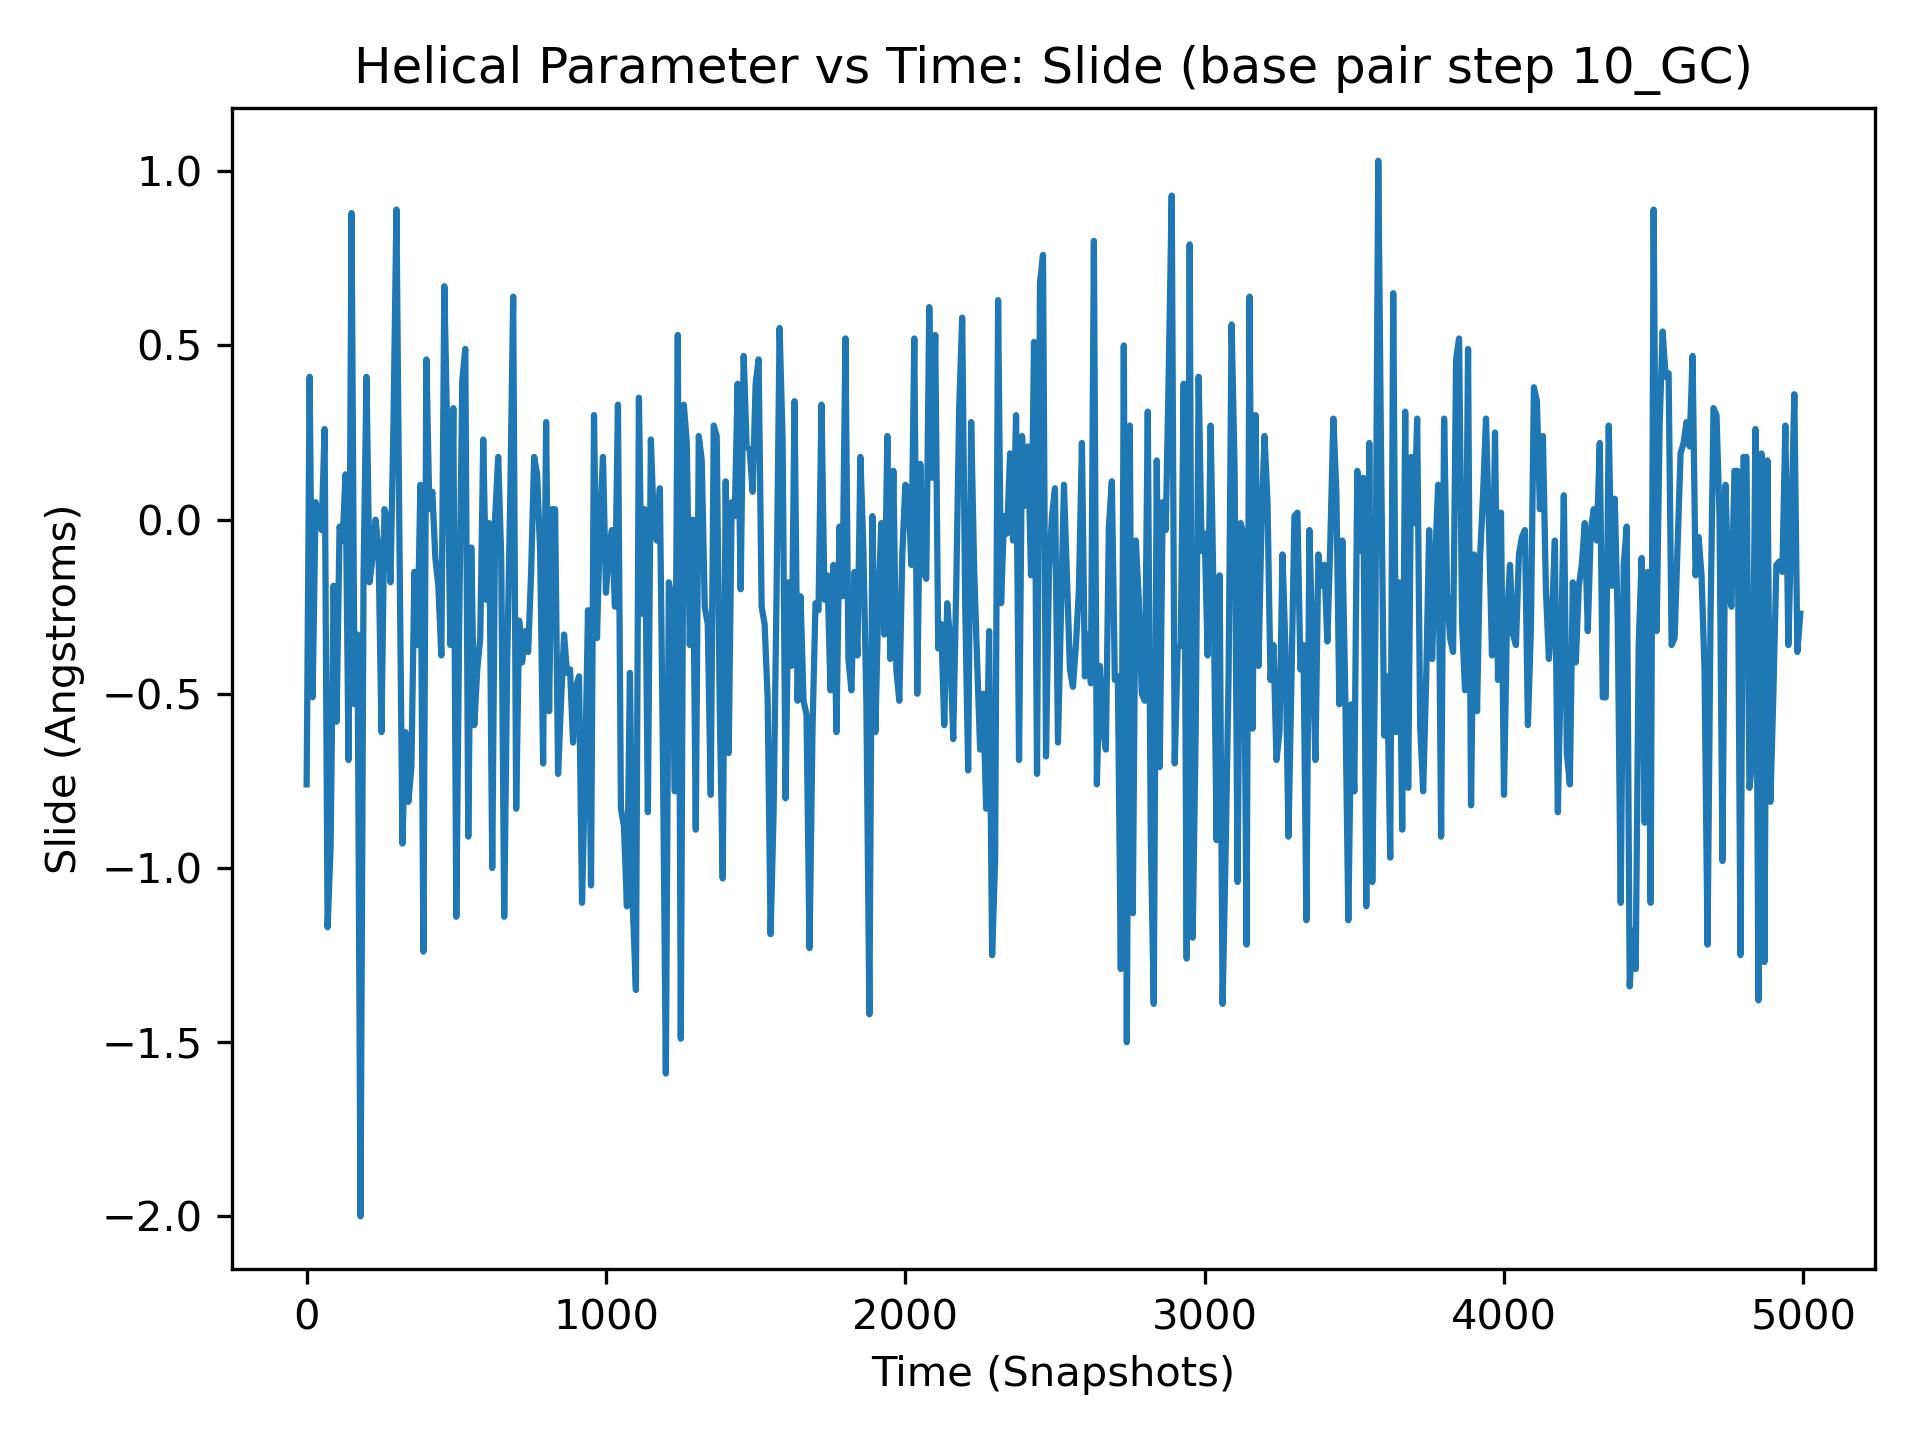 Helical Parameter vs Time: Slide (base pair step 10_GC)
1.0
0.5
0.0
−0.5
−1.0
−1.5
−2.0
Slide (Angstroms)
0 1000 2000 3000 4000 5000
Time (Snapshots)